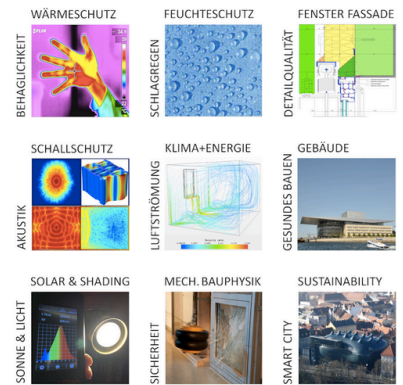 WÄRMESCHUTZ
BEHAGLICHKEIT
FEUCHTESCHUTZ
SCHLAGREGEN
FENSTER FASSADE
DETAILQUALITÄT
SCHALLSCHUTZ
AKUSTIK
KLIMA+ENERGIE
LUFTSTRÖMUNG
GEBÄUDE
GESUNDES BAUEN
SOLAR & SHADING
SONNE & LICHT
MECH. BAUPHYSIK
SICHERHEIT
SUSTAINABILITY
SMART CITY